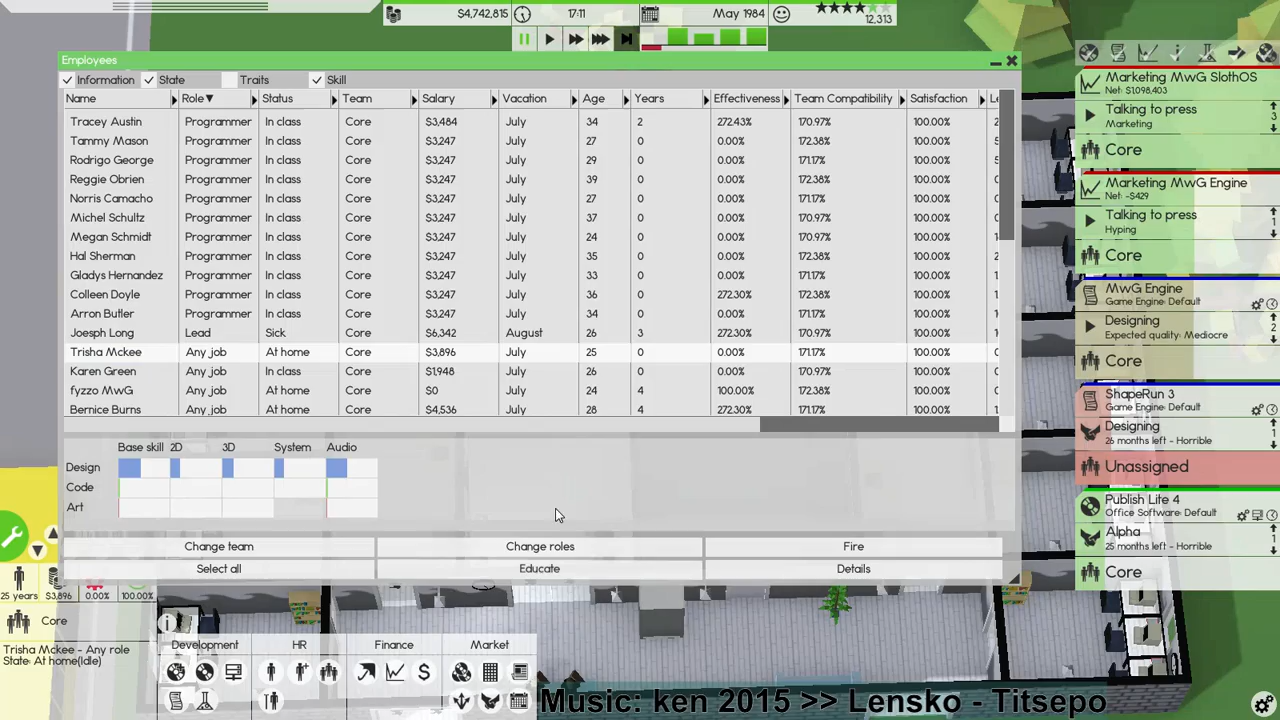 $4,742,815 17:11 May 1984 12,313
Employees
Information State Traits Skill
Name Role▼ Status Team Salary Vacation Age Years Effectiveness Team Compatibility Satisfaction Le
Tracey Austin Programmer In class Core $3,484 July 34 2 272.43% 170.97% 100.00%
Tammy Mason Programmer In class Core $3,247 July 27 0 0.00% 172.38% 100.00%
Rodrigo George Programmer In class Core $3,247 July 29 0 0.00% 171.17% 100.00%
Reggie Obrien Programmer In class Core $3,247 July 39 0 0.00% 172.38% 100.00%
Norris Camacho Programmer In class Core $3,247 July 27 0 0.00% 171.17% 100.00%
Michel Schultz Programmer In class Core $3,247 July 37 0 0.00% 170.97% 100.00%
Megan Schmidt Programmer In class Core $3,247 July 24 0 0.00% 170.97% 100.00%
Hal Sherman Programmer In class Core $3,247 July 35 0 0.00% 172.38% 100.00%
Gladys Hernandez Programmer In class Core $3,247 July 33 0 0.00% 171.17% 100.00%
Colleen Doyle Programmer In class Core $3,247 July 36 0 272.30% 172.38% 100.00%
Arron Butler Programmer In class Core $3,247 July 34 0 0.00% 172.38% 100.00%
Joesph Long Lead Sick Core $6,342 August 26 3 272.30% 170.97% 100.00%
Trisha Mckee Any job At home Core $3,896 July 25 0 0.00% 171.17% 100.00%
Karen Green Any job In class Core $1,948 July 26 0 0.00% 170.97% 100.00%
fyzzo MwG Any job At home Core $0 July 24 4 100.00% 172.38% 100.00%
Bernice Burns Any job At home Core $4,536 July 28 4 272.30% 171.17% 100.00%
Base skill 2D 3D System Audio
Design
Code
Art
Change team Change roles Fire
Select all Educate Details
Marketing MwG SlothOS
Net: $1,098,403
Talking to press
Marketing
3
Core
Marketing MwG Engine
Net: -$429
Talking to press
Hyping
1
Core
MwG Engine
Game Engine: Default
Designing
Expected quality: Mediocre
2
Core
ShapeRun 3
Game Engine: Default
Designing
26 months left - Horrible
1
Unassigned
Publish Lite 4
Office Software: Default
Alpha
25 months left - Horrible
1
Core
25 years $3,896 0.00% 100.00%
Core
Trisha Mckee - Any role
State: At home(Idle)
Development HR Finance Market
Music: ken 2015 >> Lensko - Titsepo